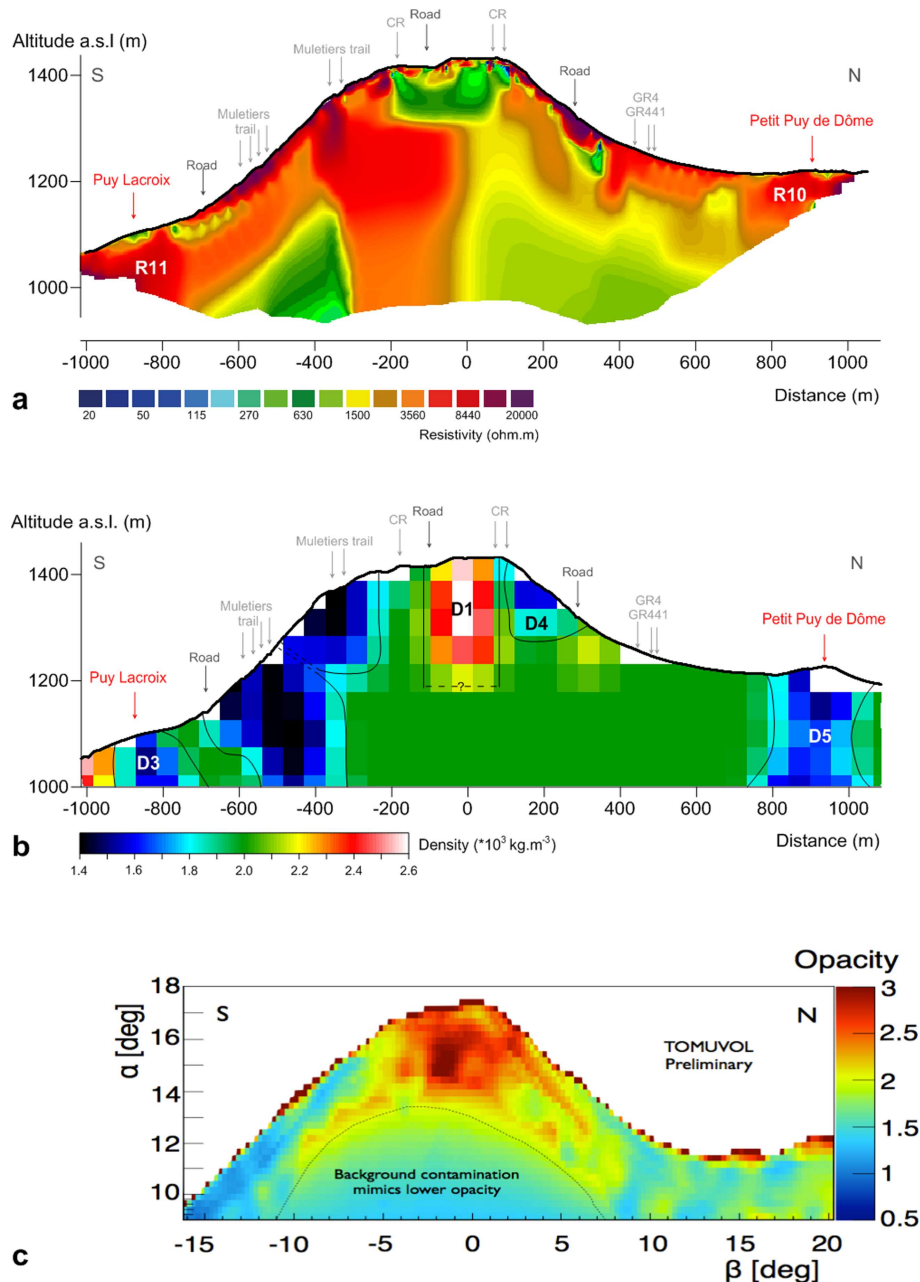 Altitude a.s.l (m)
S
N
CR
Road
CR
Muletiers trail
Road
Muletiers
trail
GR4
GR441
Road
Petit Puy de Dôme
Puy Lacroix
R10
R11
1400
1200
1000
-1000 -800 -600 -400 -200 0 200 400 600 800 1000
Distance (m)
20 50 115 270 630 1500 3560 8440 20000
Resistivity (ohm.m)
a
Altitude a.s.l. (m)
S
N
CR
Road
CR
Muletiers trail
Road
Muletiers
trail
GR4
GR441
Road
Petit Puy de Dôme
Puy Lacroix
D1
D4
D3
D5
-?-
1400
1200
1000
-1000 -800 -600 -400 -200 0 200 400 600 800 1000
Distance (m)
Density (*10³ kg.m⁻³)
1.4 1.6 1.8 2.0 2.2 2.4 2.6
b
Opacity
α [deg]
18
16
14
12
10
S
N
TOMUVOL
Preliminary
Background contamination
mimics lower opacity
3
2.5
2
1.5
1
0.5
-15 -10 -5 0 5 10 15 20
β [deg]
c